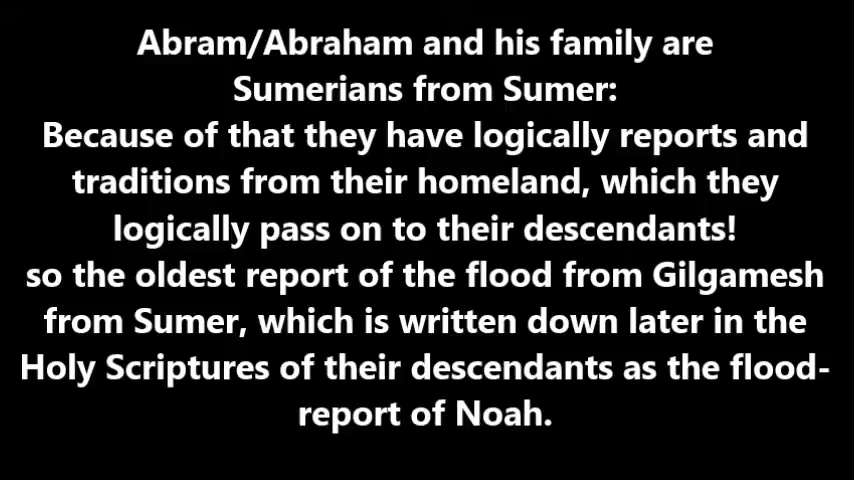 Abram/Abraham and his family are
Sumerians from Sumer:
Because of that they have logically reports and
traditions from their homeland, which they
logically pass on to their descendants!
so the oldest report of the flood from Gilgamesh
from Sumer, which is written down later in the
Holy Scriptures of their descendants as the flood-
report of Noah.